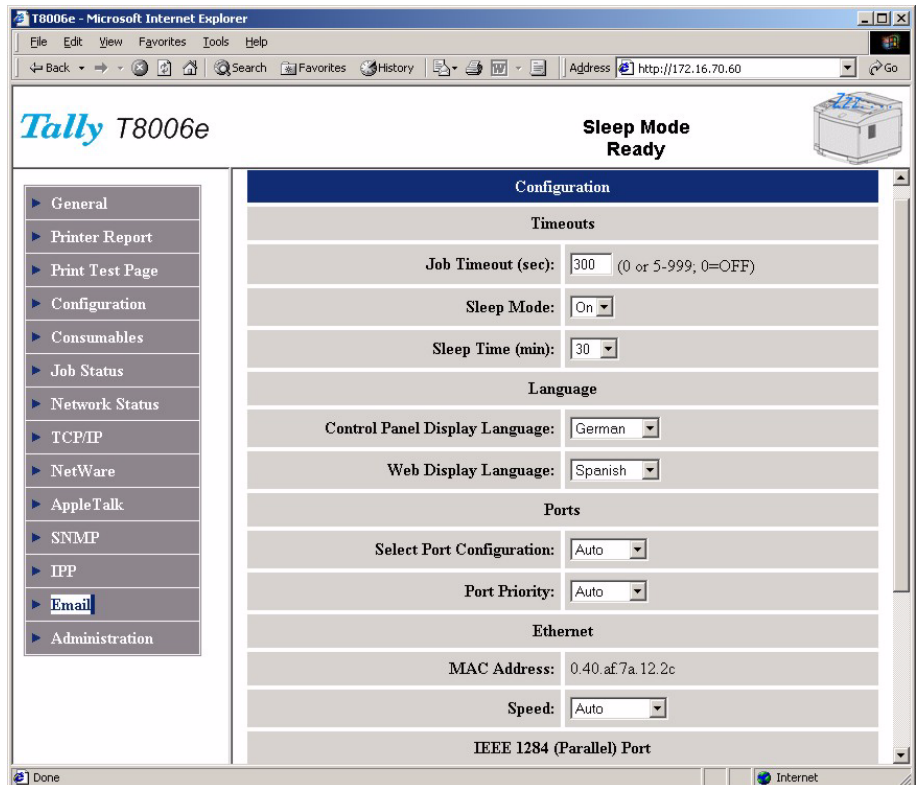 T8006e - Microsoft Internet Explorer
File Edit View Favorites Tools Help
Back Search Favorites History Address http://172.16.70.60 Go
Tally T8006e
Sleep Mode
Ready
Zzz...
General
Printer Report
Print Test Page
Configuration
Consumables
Job Status
Network Status
TCP/IP
NetWare
AppleTalk
SNMP
IPP
Email
Administration
Configuration
Timeouts
Job Timeout (sec): 300 (0 or 5-999; 0=OFF)
Sleep Mode: On
Sleep Time (min): 30
Language
Control Panel Display Language: German
Web Display Language: Spanish
Ports
Select Port Configuration: Auto
Port Priority: Auto
Ethernet
MAC Address: 0.40.af.7a.12.2c
Speed: Auto
IEEE 1284 (Parallel) Port
Done Internet